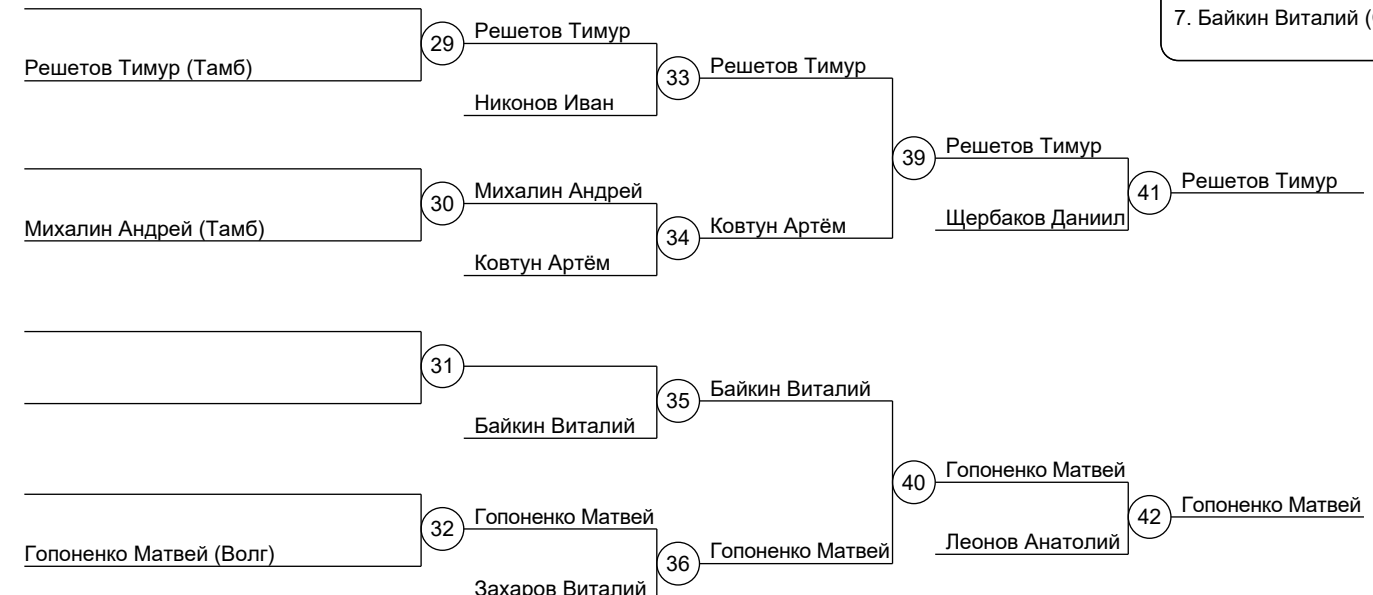 7. Байкин Виталий (
29
Решетов Тимур
Решетов Тимур (Тамб)
33
Решетов Тимур
Никонов Иван
39
Решетов Тимур
30
Михалин Андрей
41
Решетов Тимур
Михалин Андрей (Тамб)
34
Ковтун Артём
Щербаков Даниил
Ковтун Артём
31
35
Байкин Виталий
Байкин Виталий
40
Гопоненко Матвей
32
Гопоненко Матвей
42
Гопоненко Матвей
Гопоненко Матвей (Волг)
36
Гопоненко Матвей
Леонов Анатолий
Захаров Виталий